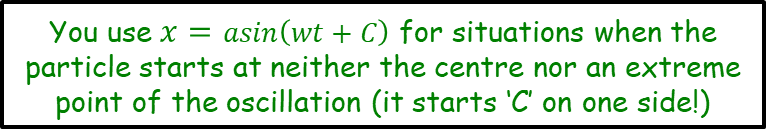 You use x = asin(wt + C) for situations when the
particle starts at neither the centre nor an extreme
point of the oscillation (it starts ‘C’ on one side!)